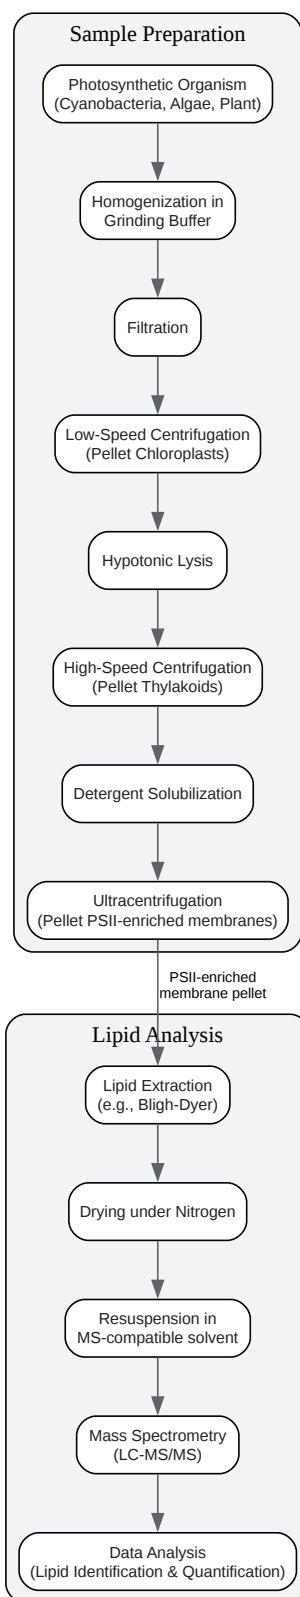 Sample Preparation
Photosynthetic Organism
(Cyanobacteria, Algae, Plant)
Homogenization in
Grinding Buffer
Filtration
Low-Speed Centrifugation
(Pellet Chloroplasts)
Hypotonic Lysis
High-Speed Centrifugation
(Pellet Thylakoids)
Detergent Solubilization
Ultracentrifugation
(Pellet PSII-enriched membranes)
PSII-enriched
membrane pellet
Lipid Analysis
Lipid Extraction
(e.g., Bligh-Dyer)
Drying under Nitrogen
Resuspension in
MS-compatible solvent
Mass Spectrometry
(LC-MS/MS)
Data Analysis
(Lipid Identification & Quantification)